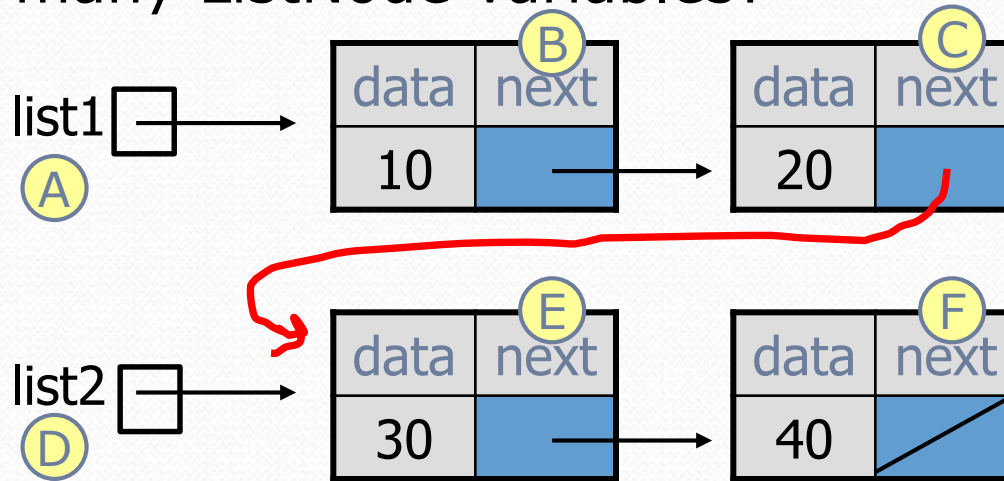 many ListNode variables?
B
C
data next
data next
list1
10
20
A
E
F
data next
data next
list2
30
40
D